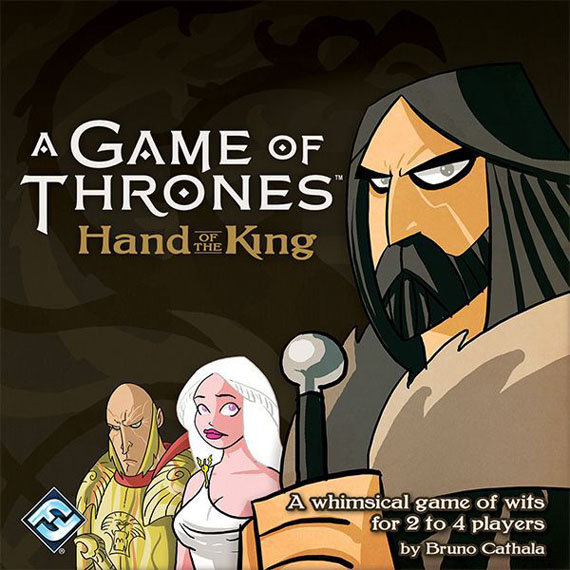 A GAME OF
THRONES™
HAND OF THE KING
A whimsical game of wits
for 2 to 4 players
by Bruno Cathala
®